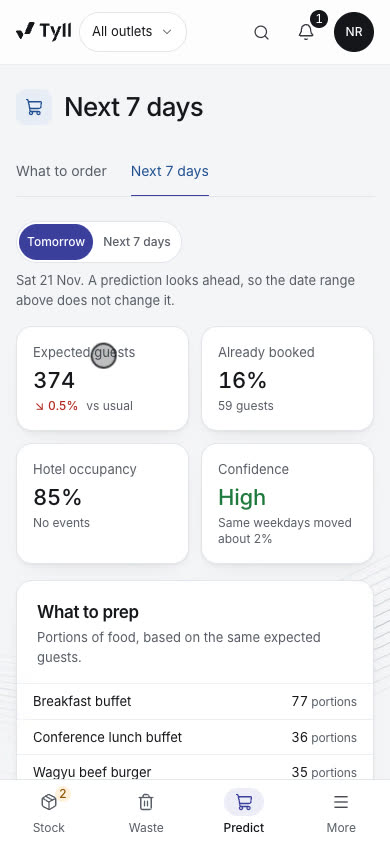 Tyll
All outlets
1
NR
Next 7 days
What to order
Next 7 days
Tomorrow
Next 7 days
Sat 21 Nov. A prediction looks ahead, so the date range
above does not change it.
Expected guests
374
↘ 0.5% vs usual
Already booked
16%
59 guests
Hotel occupancy
85%
No events
Confidence
High
Same weekdays moved
about 2%
What to prep
Portions of food, based on the same expected
guests.
Breakfast buffet 77 portions
Conference lunch buffet 36 portions
Wagyu beef burger 35 portions
2
Stock
Waste
Predict
More